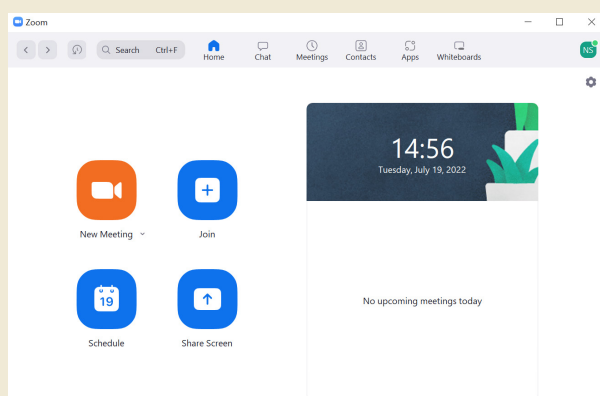 Zoom
Search Ctrl+F
Home Chat Meetings Contacts Apps Whiteboards
NS
14:56
Tuesday, July 19, 2022
New Meeting Join
19
Schedule Share Screen
No upcoming meetings today